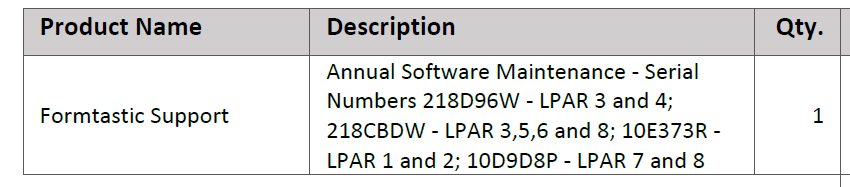 Product Name Description Qty.
Annual Software Maintenance - Serial
Numbers 218D96W - LPAR 3 and 4;
Formtastic Support 218CBDW - LPAR 3,5,6 and 8; 10E373R - 1
LPAR 1 and 2; 10D9D8P - LPAR 7 and 8